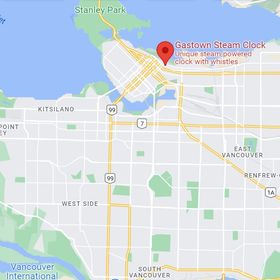 Stanley Park
Gastown Steam Clock
Unique steam powered
clock with whistles
KITSILANO
99
POINT
GREY
7
EAST
VANCOUVER
RENFREW-
99
WEST SIDE
Vancouver
International
SOUTH
VANCOUVER